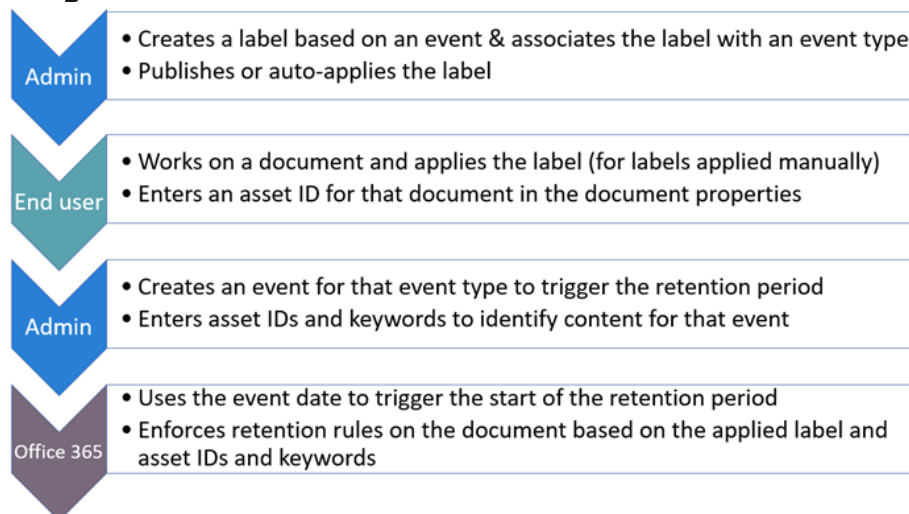 Admin
• Creates a label based on an event & associates the label with an event type
• Publishes or auto-applies the label
End user
• Works on a document and applies the label (for labels applied manually)
• Enters an asset ID for that document in the document properties
Admin
• Creates an event for that event type to trigger the retention period
• Enters asset IDs and keywords to identify content for that event
Office 365
• Uses the event date to trigger the start of the retention period
• Enforces retention rules on the document based on the applied label and
asset IDs and keywords